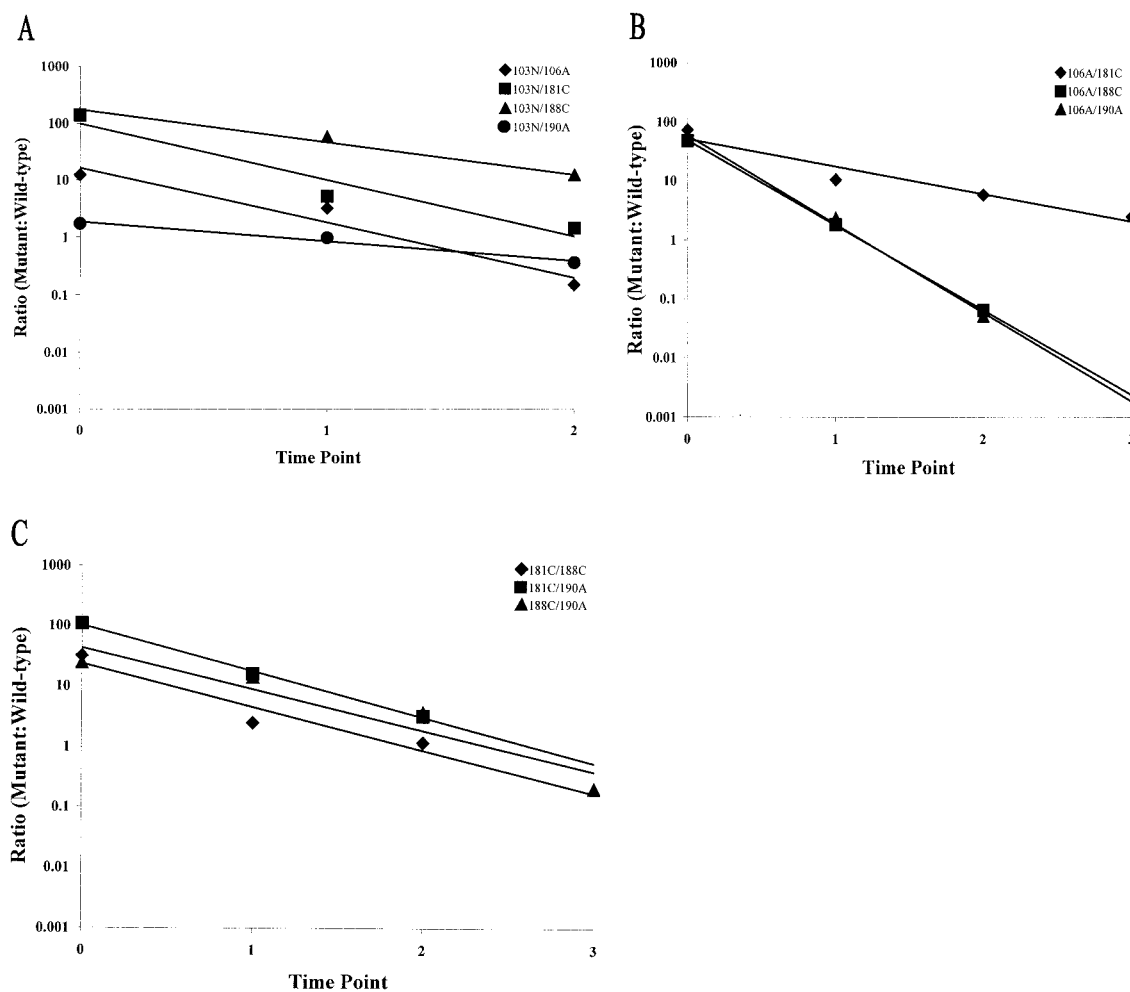 A
1000
100
10
1
0.1
0.01
0.001
Ratio (Mutant:Wild-type)
0 1 2
Time Point
103N/106A
103N/181C
103N/188C
103N/190A
B
1000
100
10
1
0.1
0.01
0.001
Ratio (Mutant:Wild-type)
0 1 2 3
Time Point
106A/181C
106A/188C
106A/190A
C
1000
100
10
1
0.1
0.01
0.001
Ratio (Mutant:Wild-type)
0 1 2 3
Time Point
181C/188C
181C/190A
188C/190A